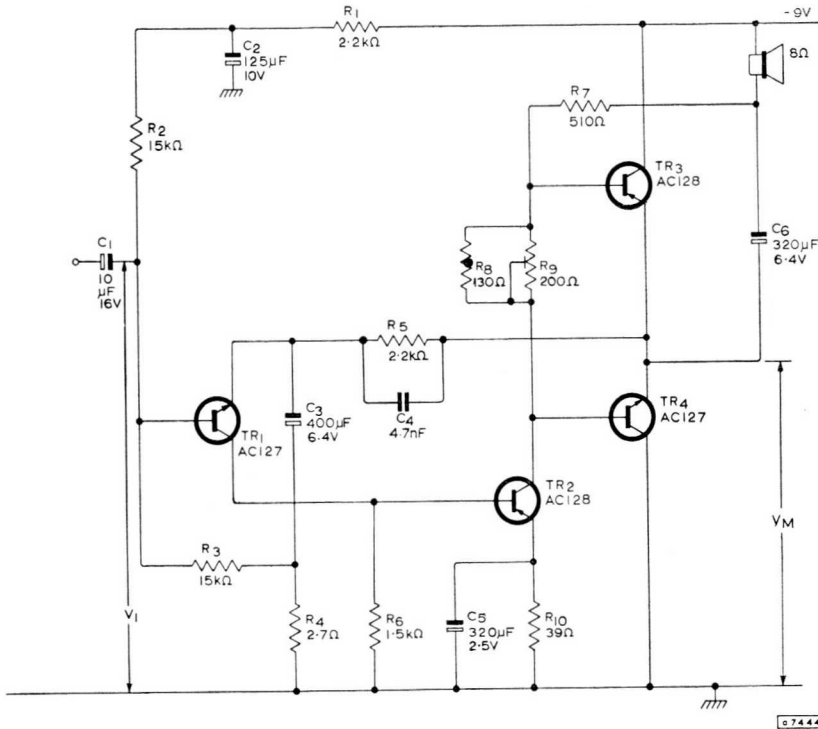 R1
2.2kΩ
-9V
C2
125µF
10V
8Ω
R7
510Ω
R2
15kΩ
TR3
AC128
C6
320µF
6.4V
C1
10
µF
16V
R8
130Ω
R9
200Ω
R5
2.2kΩ
C4
4.7nF
C3
400µF
6.4V
TR1
AC127
TR4
AC127
TR2
AC128
VM
R3
15kΩ
V1
R4
2.7Ω
R6
1.5kΩ
C5
320µF
2.5V
R10
39Ω